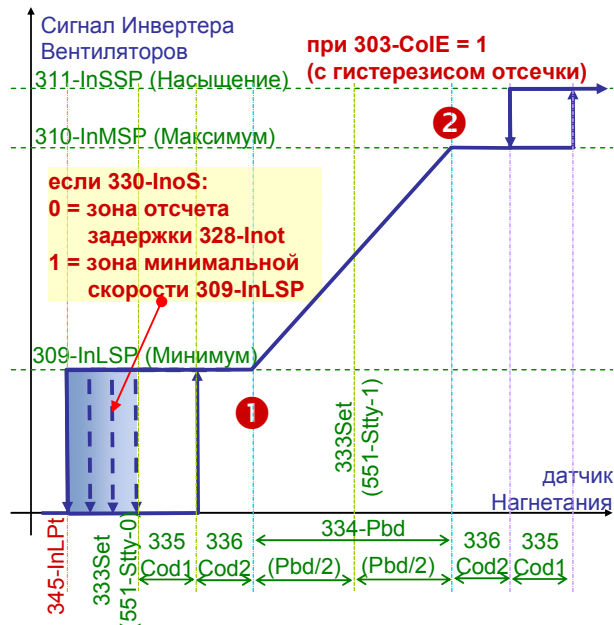 Сигнал Инвертера
Вентиляторов
при 303-ColE = 1
(с гистерезисом отсечки)
311-InSSP (Насыщение)
310-InMSP (Максимум)
2
если 330-InoS:
0 = зона отсчета
задержки 328-Inot
1 = зона минимальной
скорости 309-InLSP
309-InLSP (Минимум)
1
333Set
(551-Stty-1)
датчик
Нагнетания
345-InLPt
333Set
(551-Stty-0)
335
Cod1
336
Cod2
334-Pbd
(Pbd/2)
(Pbd/2)
336
Cod2
335
Cod1